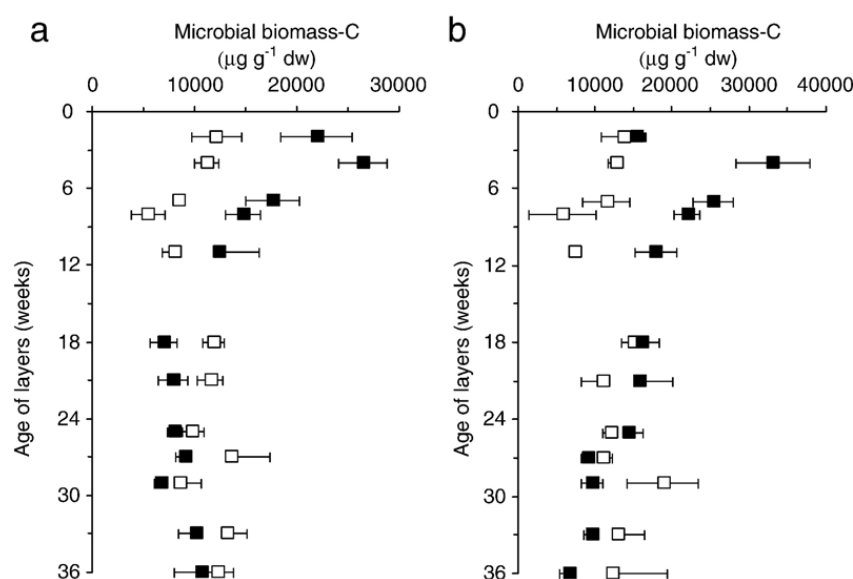 a
Microbial biomass-C
(µg g-1 dw)
0 10000 20000 30000
0
6
12
18
24
30
36
Age of layers (weeks)
b
Microbial biomass-C
(µg g-1 dw)
0 10000 20000 30000 40000
0
6
12
18
24
30
36
Age of layers (weeks)